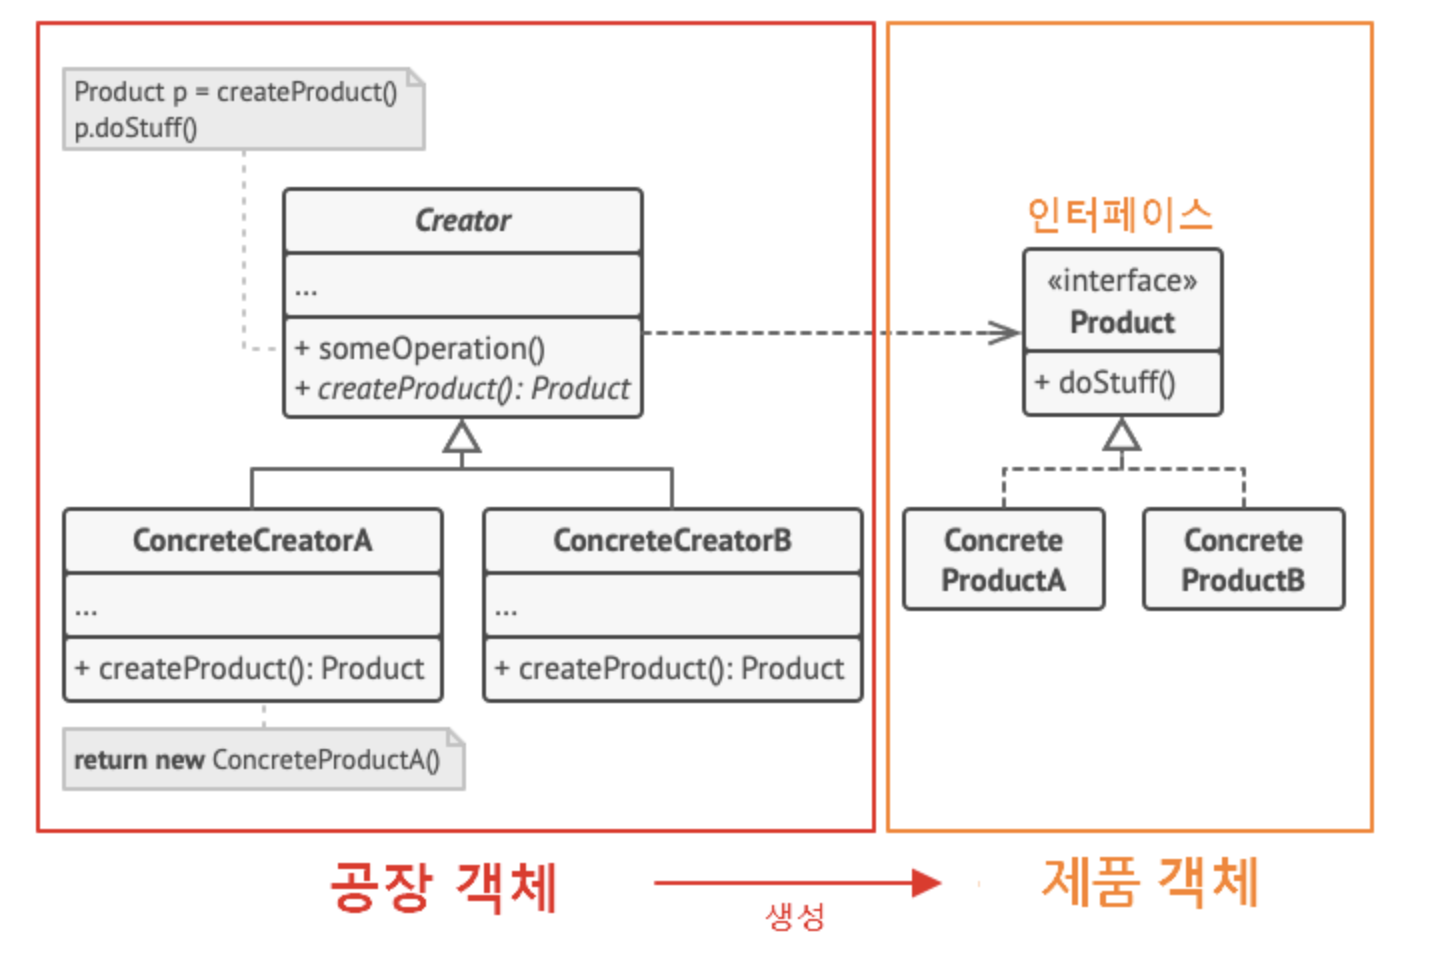 Product p = createProduct()
p.doStuff()
Creator
...
+ someOperation()
+ createProduct(): Product
인터페이스
«interface»
Product
+ doStuff()
ConcreteCreatorA
...
+ createProduct(): Product
return new ConcreteProductA()
ConcreteCreatorB
...
+ createProduct(): Product
Concrete
ProductA
Concrete
ProductB
공장 객체
생성
제품 객체